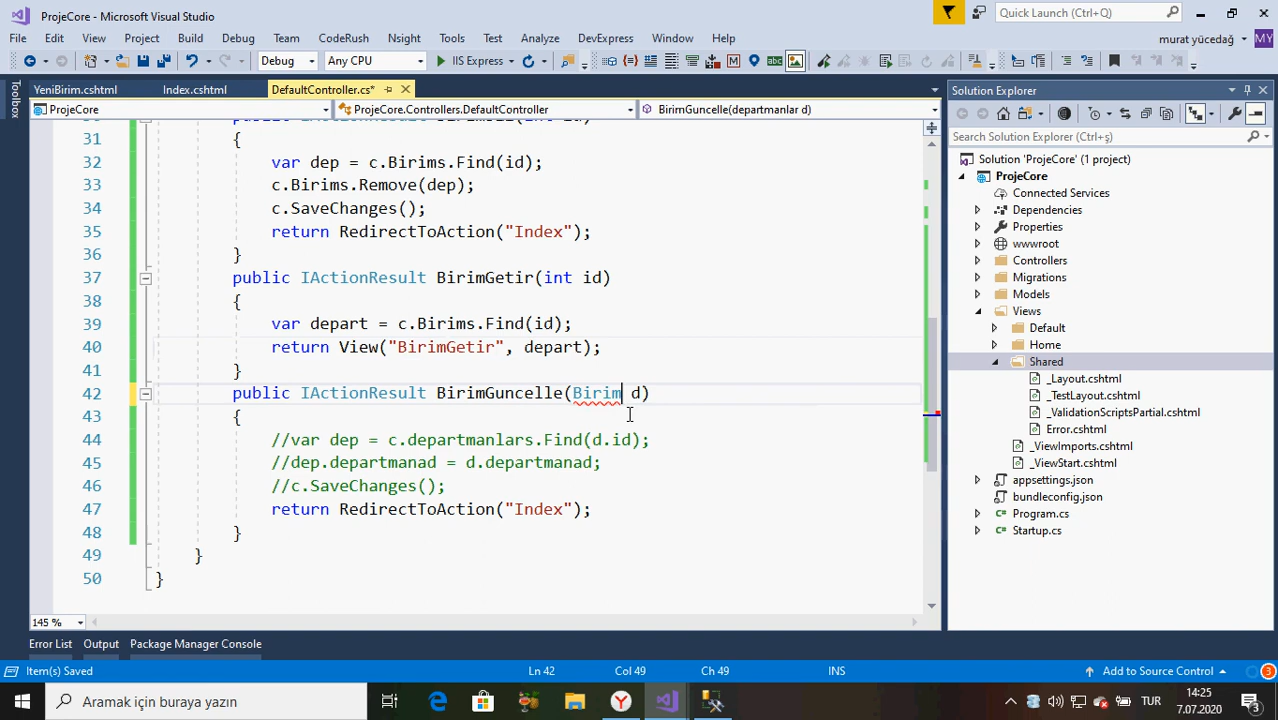 ProjeCore - Microsoft Visual Studio
Quick Launch (Ctrl+Q)
File Edit View Project Build Debug Team CodeRush Nsight Tools Test Analyze DevExpress Window Help
murat yücedağ MY
Debug Any CPU IIS Express
Toolbox
YeniBirim.cshtml Index.cshtml DefaultController.cs*
ProjeCore ProjeCore.Controllers.DefaultController BirimGuncelle(departmanlar d)
31 {
32 var dep = c.Birims.Find(id);
33 c.Birims.Remove(dep);
34 c.SaveChanges();
35 return RedirectToAction("Index");
36 }
37 public IActionResult BirimGetir(int id)
38 {
39 var depart = c.Birims.Find(id);
40 return View("BirimGetir", depart);
41 }
42 public IActionResult BirimGuncelle(Birim d)
43 {
44 //var dep = c.departmanlars.Find(d.id);
45 //dep.departmanad = d.departmanad;
46 //c.SaveChanges();
47 return RedirectToAction("Index");
48 }
49 }
50 }
145 %
Solution Explorer
Search Solution Explorer (Ctrl+ş)
Solution 'ProjeCore' (1 project)
ProjeCore
Connected Services
Dependencies
Properties
wwwroot
Controllers
Migrations
Models
Views
Default
Home
Shared
_Layout.cshtml
_TestLayout.cshtml
_ValidationScriptsPartial.cshtml
Error.cshtml
_ViewImports.cshtml
_ViewStart.cshtml
appsettings.json
bundleconfig.json
Program.cs
Startup.cs
Error List Output Package Manager Console
Item(s) Saved Ln 42 Col 49 Ch 49 INS Add to Source Control 3
Aramak için buraya yazın
TUR
14:25
7.07.2020
3